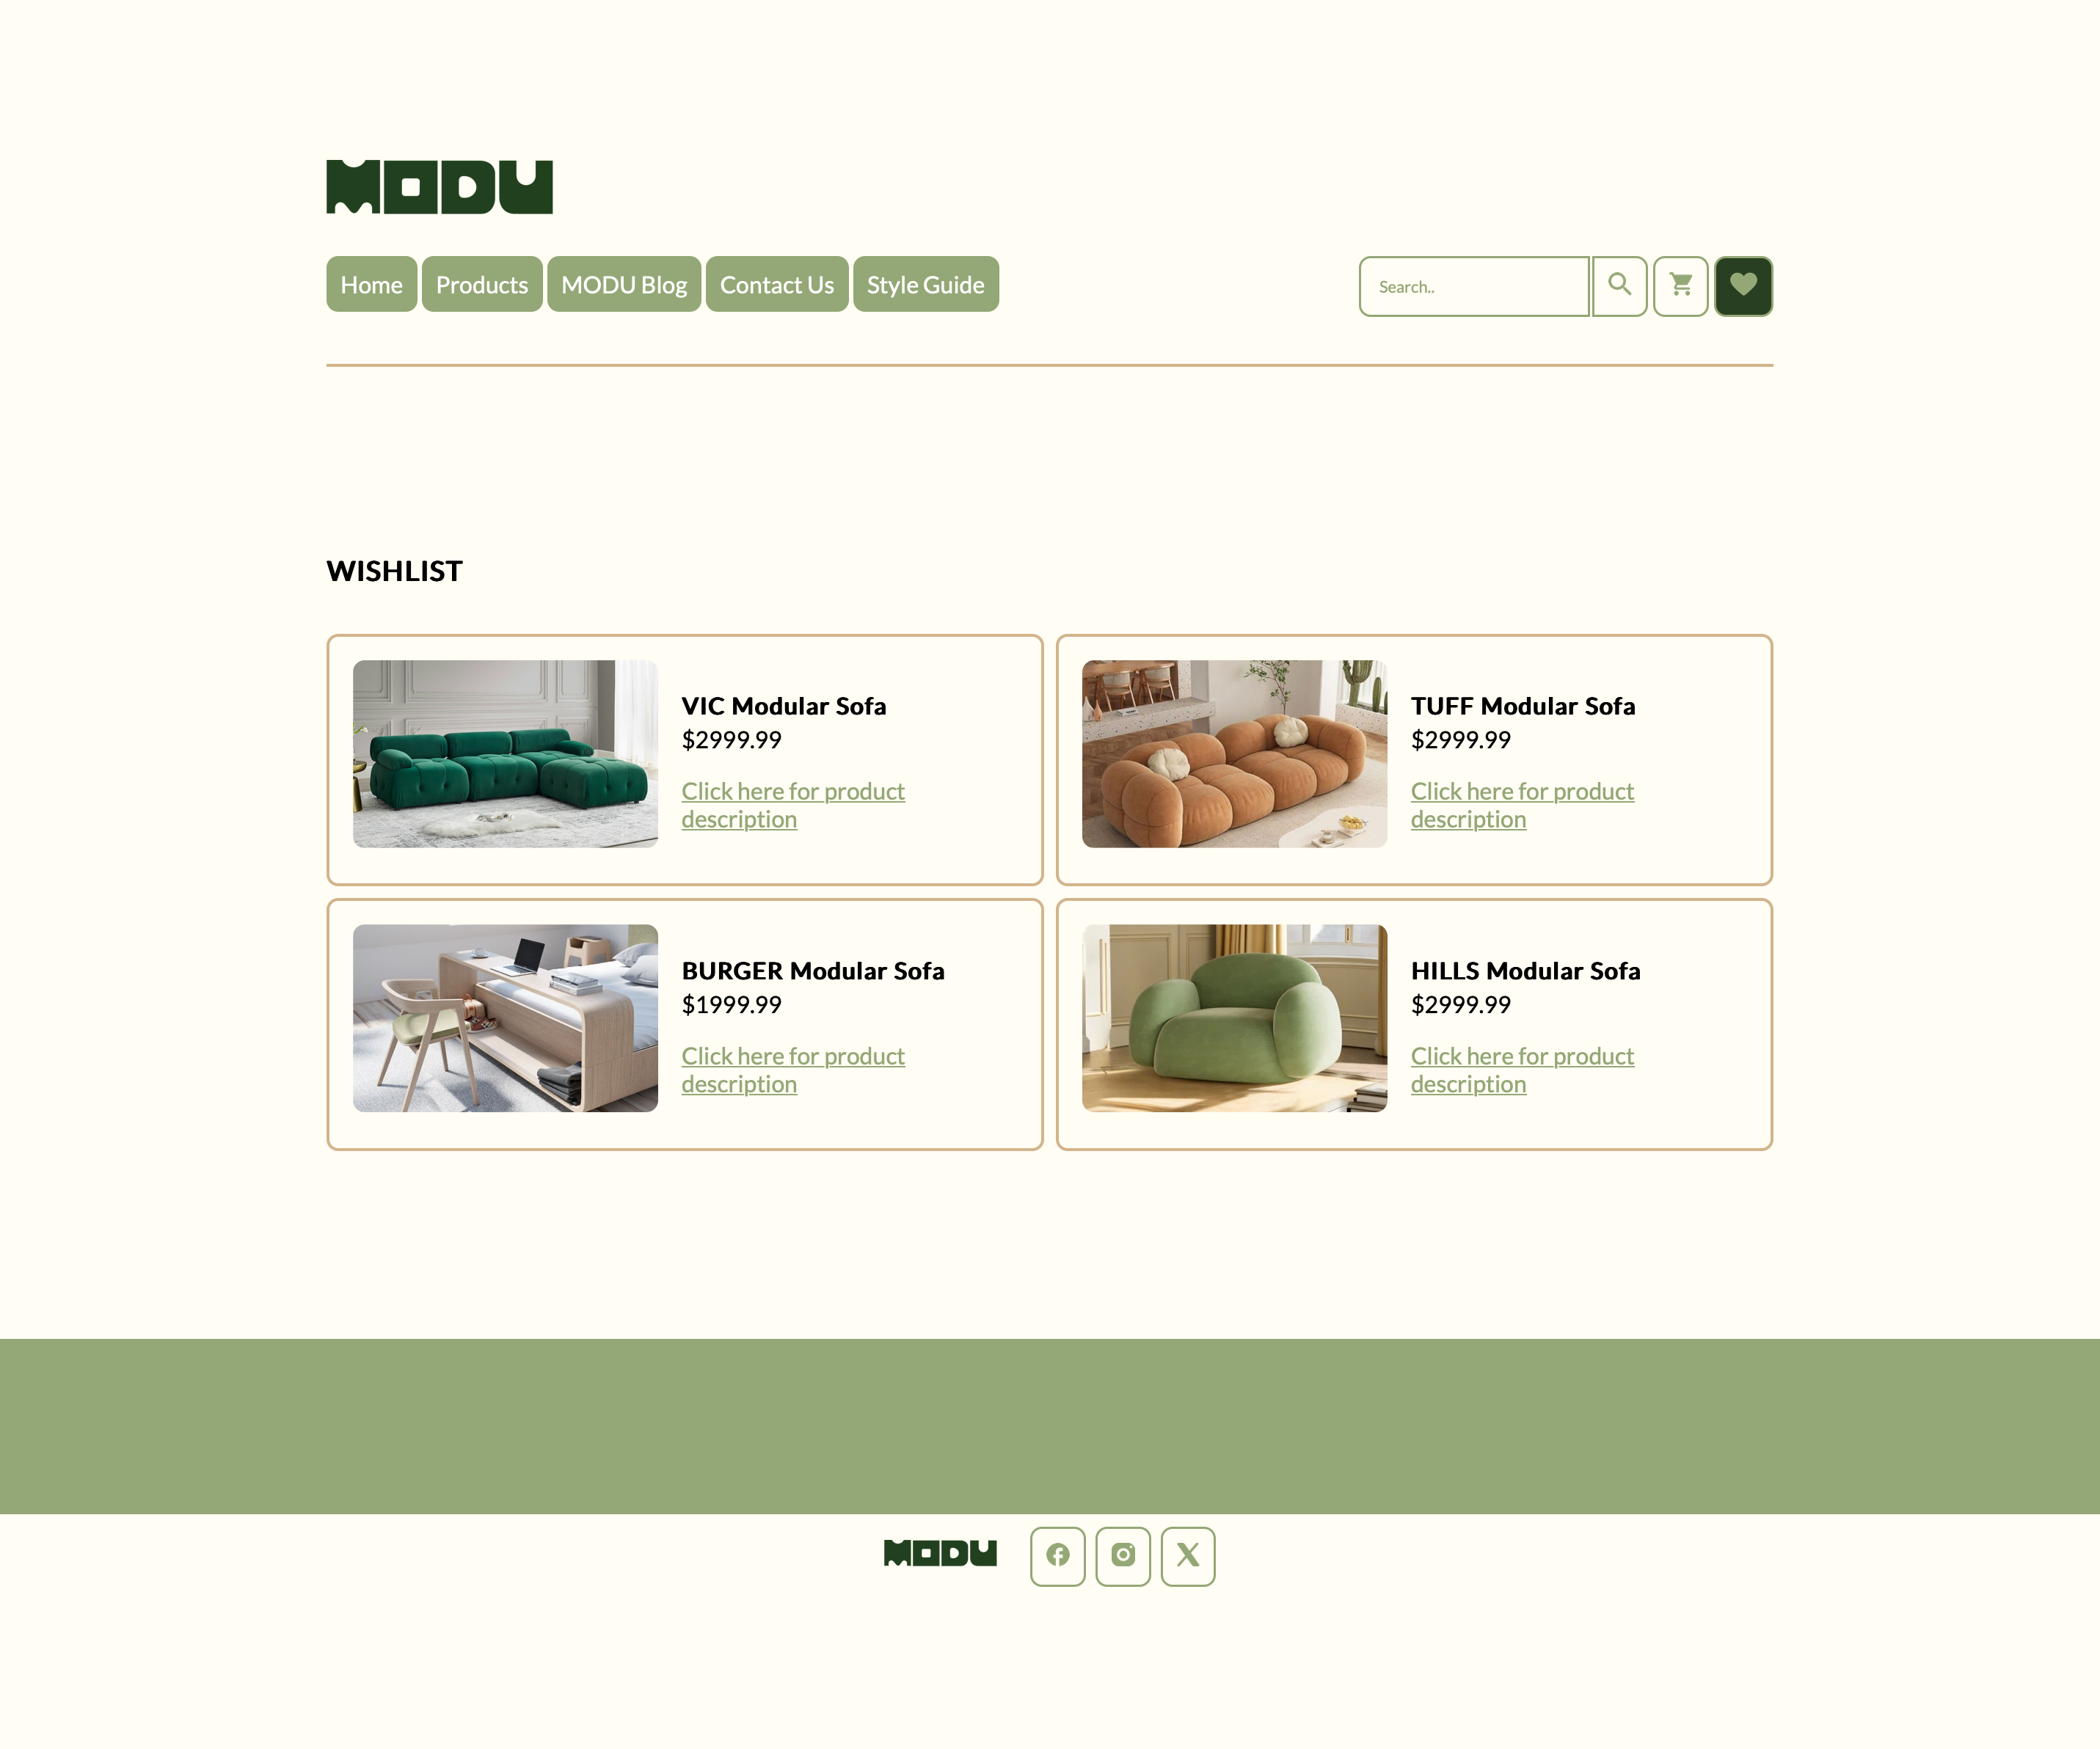 MODU
Home Products MODU Blog Contact Us Style Guide Search..
WISHLIST
VIC Modular Sofa
$2999.99
Click here for product
description
TUFF Modular Sofa
$2999.99
Click here for product
description
BURGER Modular Sofa
$1999.99
Click here for product
description
HILLS Modular Sofa
$2999.99
Click here for product
description
MODU